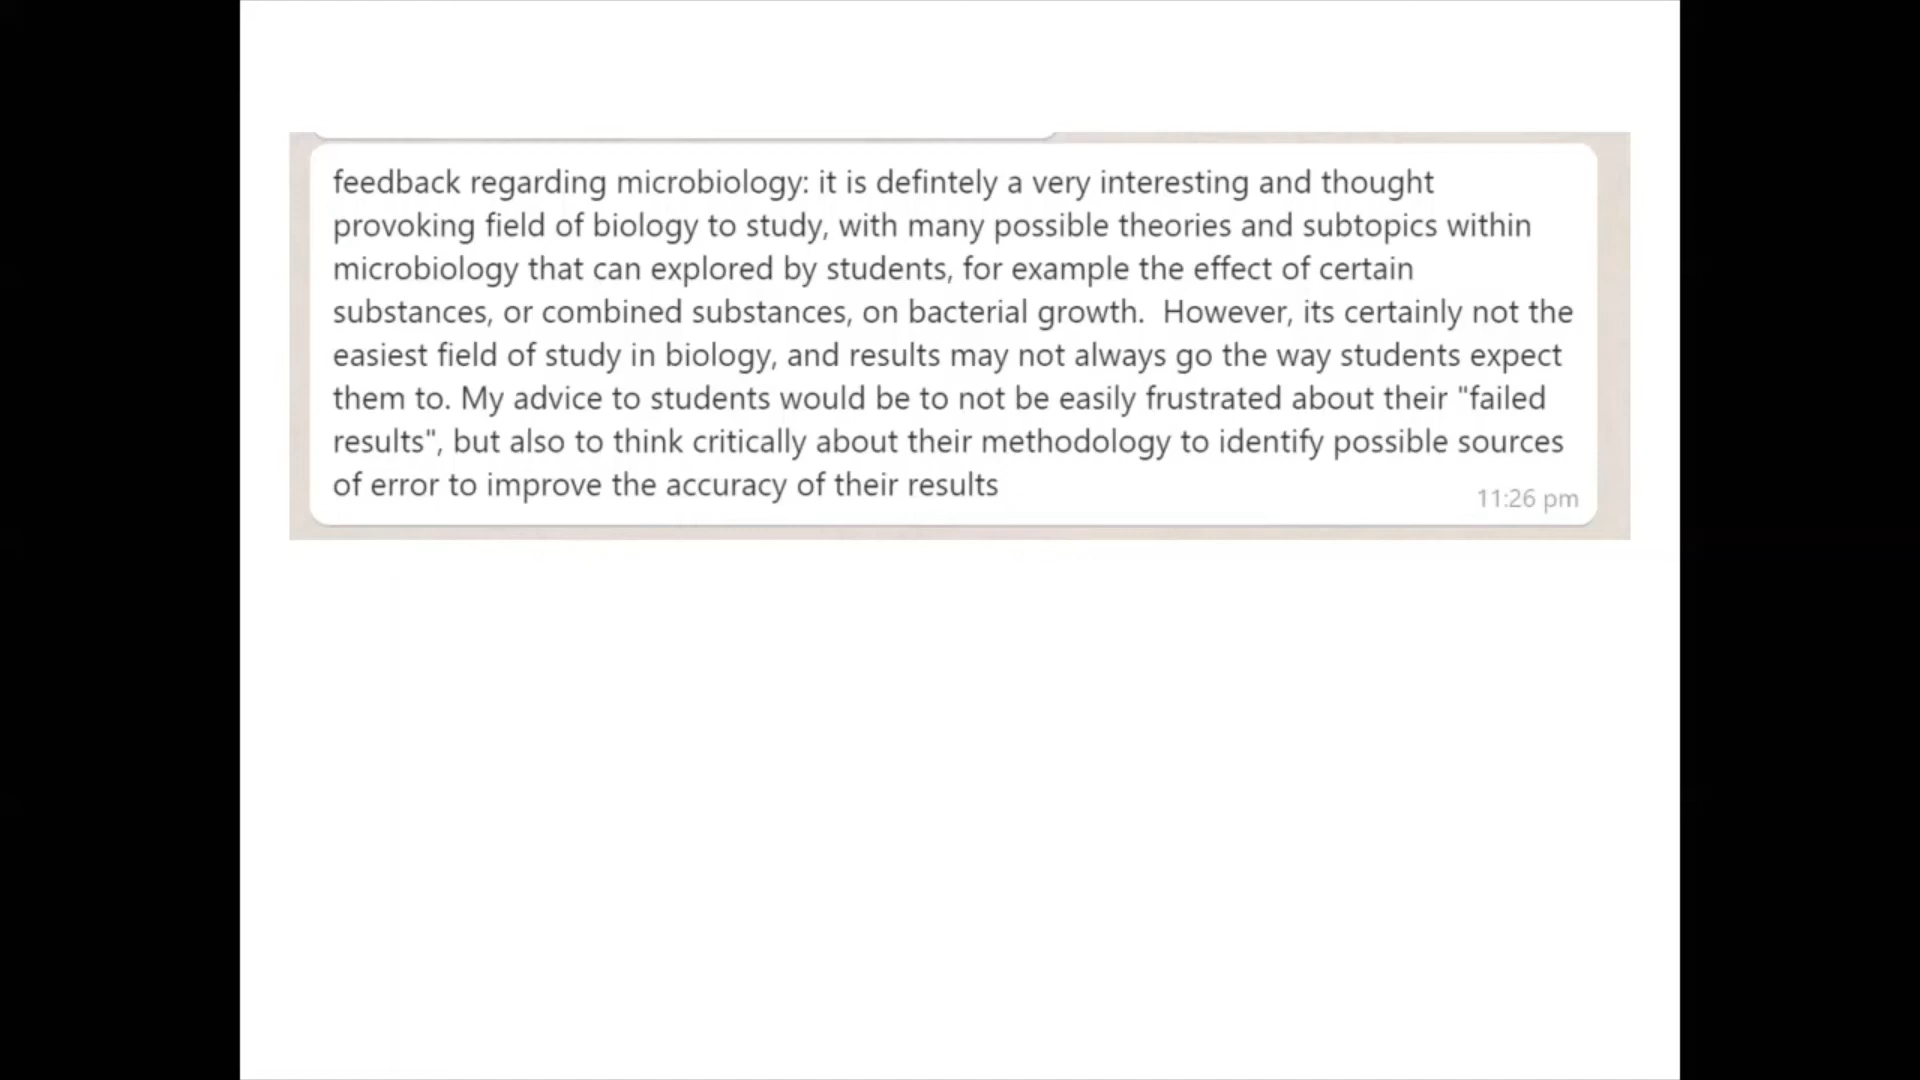 feedback regarding microbiology: it is defintely a very interesting and thought
provoking field of biology to study, with many possible theories and subtopics within
microbiology that can explored by students, for example the effect of certain
substances, or combined substances, on bacterial growth.  However, its certainly not the
easiest field of study in biology, and results may not always go the way students expect
them to. My advice to students would be to not be easily frustrated about their "failed
results", but also to think critically about their methodology to identify possible sources
of error to improve the accuracy of their results
11:26 pm